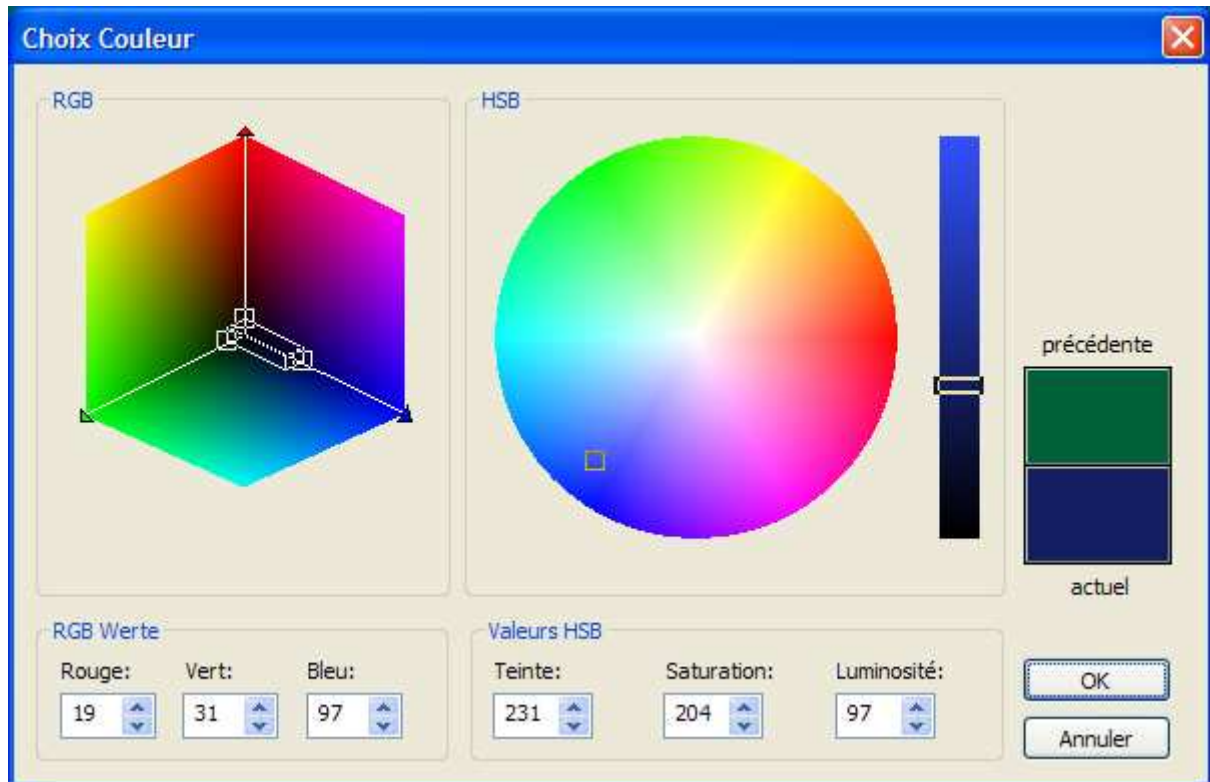 Choix Couleur
RGB
HSB
précédente
actuel
RGB Werte
Rouge: Vert: Bleu:
19 31 97
Valeurs HSB
Teinte: Saturation: Luminosité:
231 204 97
OK
Annuler